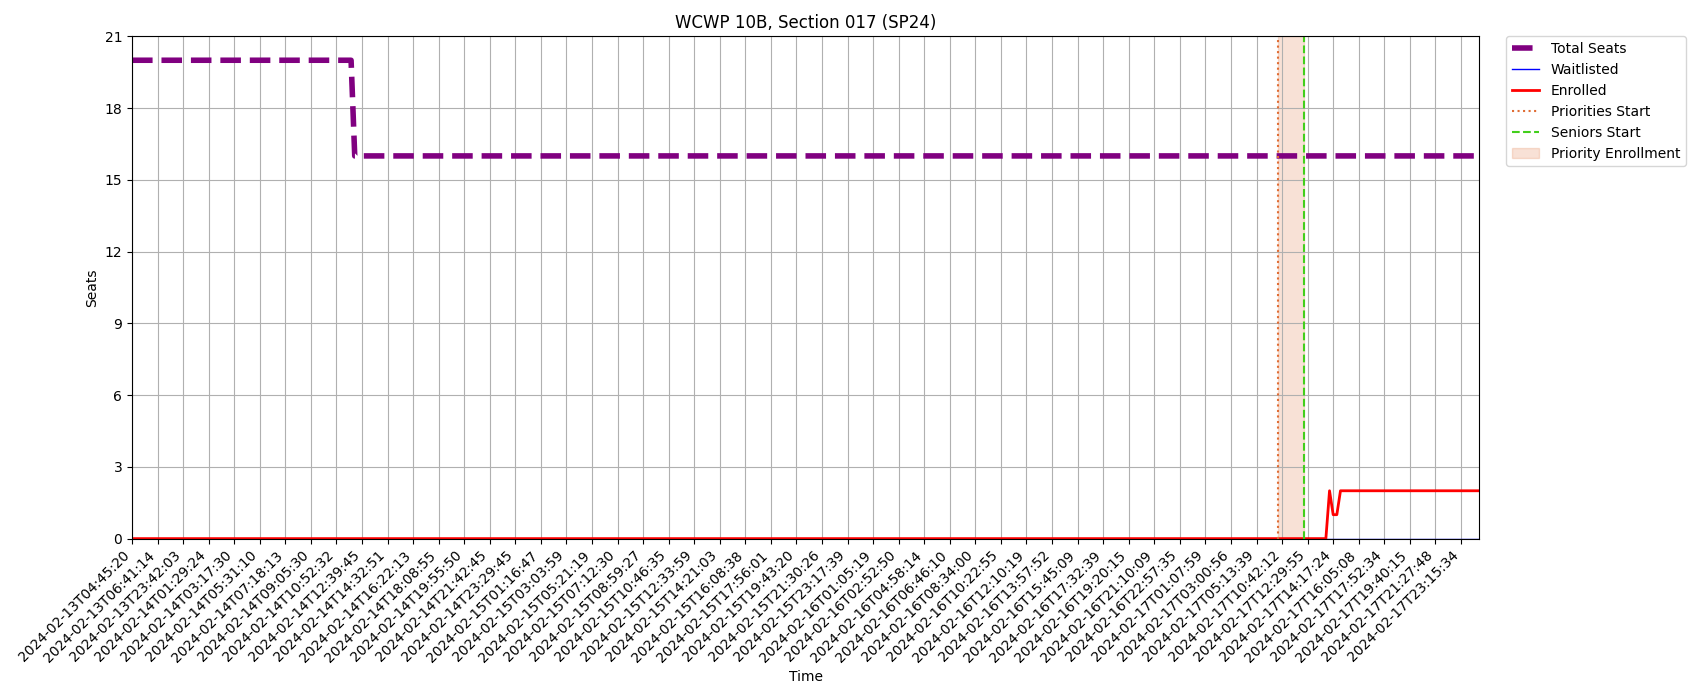 WCWP 10B, Section 017 (SP24)
Total Seats
Waitlisted
Enrolled
Priorities Start
Seniors Start
Priority Enrollment
Seats
21
18
15
12
9
6
3
0
2024-02-13T04:45:20
2024-02-13T06:41:14
2024-02-13T23:42:03
2024-02-14T01:29:24
2024-02-14T03:17:30
2024-02-14T05:31:10
2024-02-14T07:18:13
2024-02-14T09:05:30
2024-02-14T10:52:32
2024-02-14T12:39:45
2024-02-14T14:32:51
2024-02-14T16:22:13
2024-02-14T18:08:55
2024-02-14T19:55:50
2024-02-14T21:42:45
2024-02-14T23:29:45
2024-02-15T01:16:47
2024-02-15T03:03:59
2024-02-15T05:21:19
2024-02-15T07:12:30
2024-02-15T08:59:27
2024-02-15T10:46:35
2024-02-15T12:33:59
2024-02-15T14:21:03
2024-02-15T16:08:38
2024-02-15T17:56:01
2024-02-15T19:43:20
2024-02-15T21:30:26
2024-02-15T23:17:39
2024-02-16T01:05:19
2024-02-16T02:52:50
2024-02-16T04:58:14
2024-02-16T06:46:10
2024-02-16T08:34:00
2024-02-16T10:22:55
2024-02-16T12:10:19
2024-02-16T13:57:52
2024-02-16T15:45:09
2024-02-16T17:32:39
2024-02-16T19:20:15
2024-02-16T21:10:09
2024-02-16T22:57:35
2024-02-17T01:07:59
2024-02-17T03:00:56
2024-02-17T05:13:39
2024-02-17T10:42:12
2024-02-17T12:29:55
2024-02-17T14:17:24
2024-02-17T16:05:08
2024-02-17T17:52:34
2024-02-17T19:40:15
2024-02-17T21:27:48
2024-02-17T23:15:34
Time